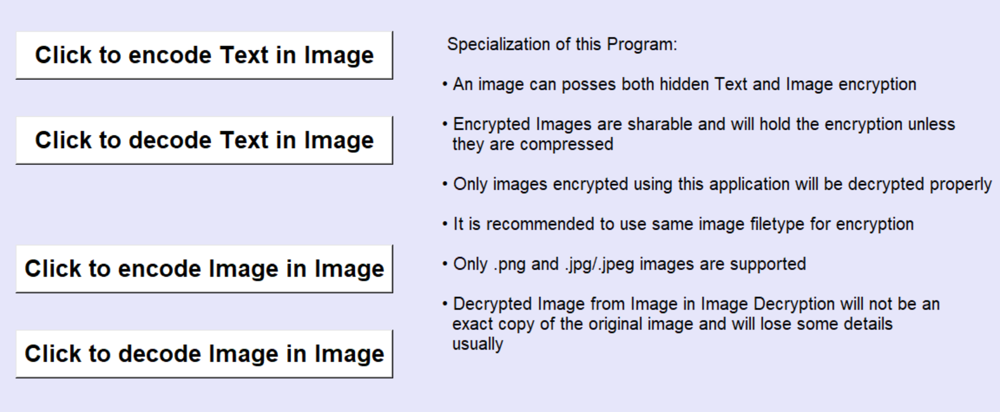 Click to encode Text in Image
Click to decode Text in Image
Click to encode Image in Image
Click to decode Image in Image
Specialization of this Program:
• An image can posses both hidden Text and Image encryption
• Encrypted Images are sharable and will hold the encryption unless
they are compressed
• Only images encrypted using this application will be decrypted properly
• It is recommended to use same image filetype for encryption
• Only .png and .jpg/.jpeg images are supported
• Decrypted Image from Image in Image Decryption will not be an
exact copy of the original image and will lose some details
usually